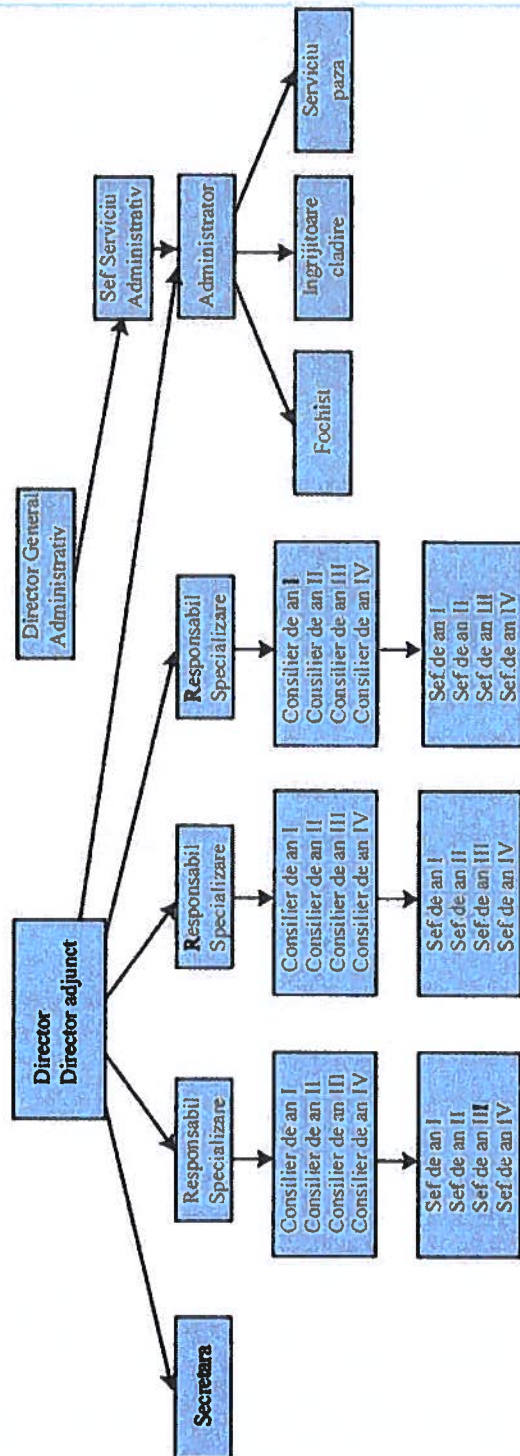 Director
Director adjunct
Director General
Administrativ
Sef Serviciu
Administrativ
Secretara
Responsabil
Specializare
Responsabil
Specializare
Responsabil
Specializare
Administrator
Consilier de an I
Consilier de an II
Consilier de an III
Consilier de an IV
Consilier de an I
Consilier de an II
Consilier de an III
Consilier de an IV
Consilier de an I
Consilier de an II
Consilier de an III
Consilier de an IV
Fochist
Ingrijitoare
cladire
Serviciu
paza
Sef de an I
Sef de an II
Sef de an III
Sef de an IV
Sef de an I
Sef de an II
Sef de an III
Sef de an IV
Sef de an I
Sef de an II
Sef de an III
Sef de an IV